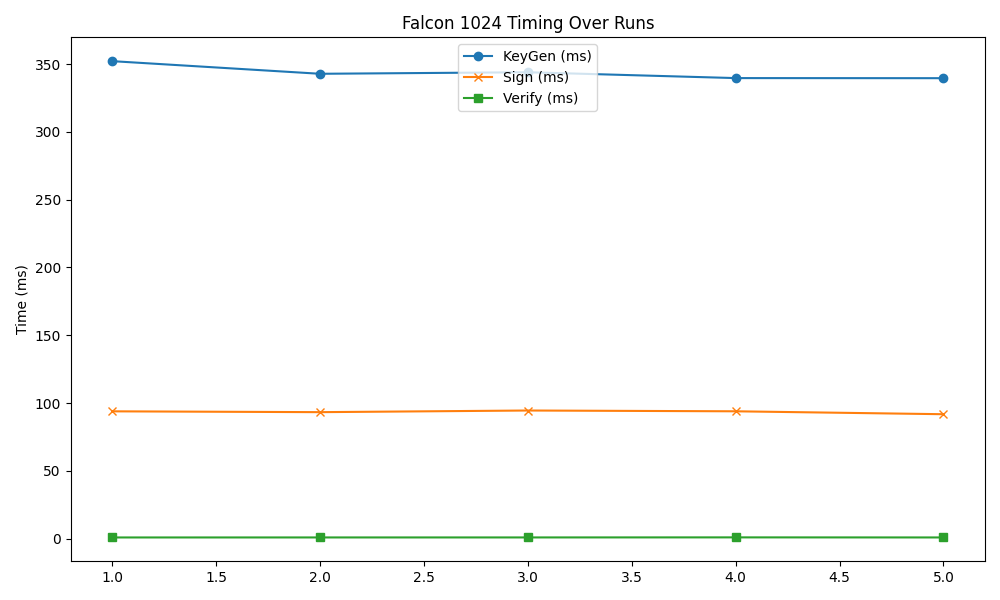 Falcon 1024 Timing Over Runs
KeyGen (ms)
Sign (ms)
Verify (ms)
Time (ms)
350
300
250
200
150
100
50
0
1.0 1.5 2.0 2.5 3.0 3.5 4.0 4.5 5.0